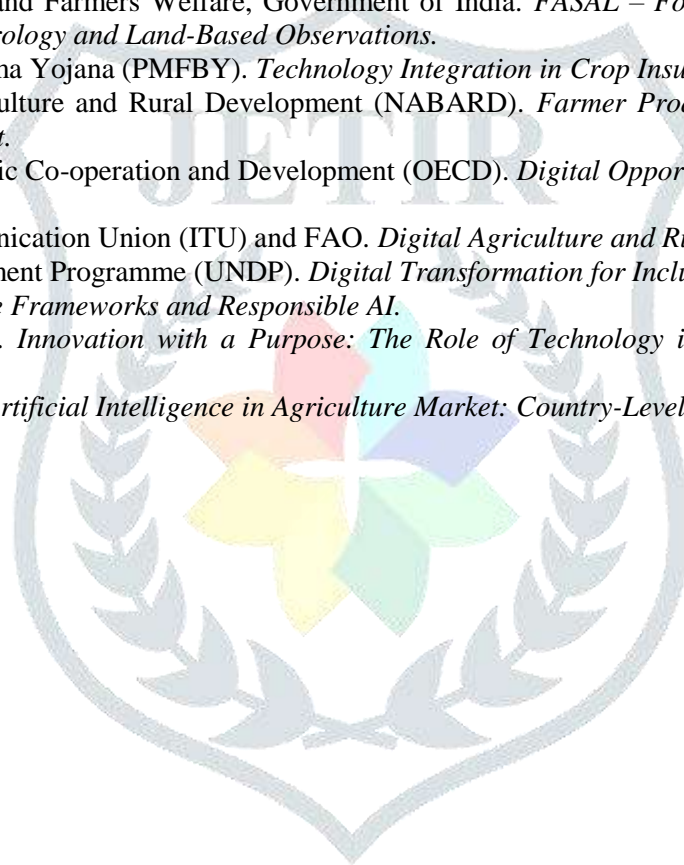 and Farmers Welfare, Government of India. FASAL – Fo
rology and Land-Based Observations.
na Yojana (PMFBY). Technology Integration in Crop Insu
ulture and Rural Development (NABARD). Farmer Prod
t.
JETIR
ic Co-operation and Development (OECD). Digital Oppor
nication Union (ITU) and FAO. Digital Agriculture and Ru
ment Programme (UNDP). Digital Transformation for Inclu
e Frameworks and Responsible AI.
. Innovation with a Purpose: The Role of Technology i
rtificial Intelligence in Agriculture Market: Country-Level